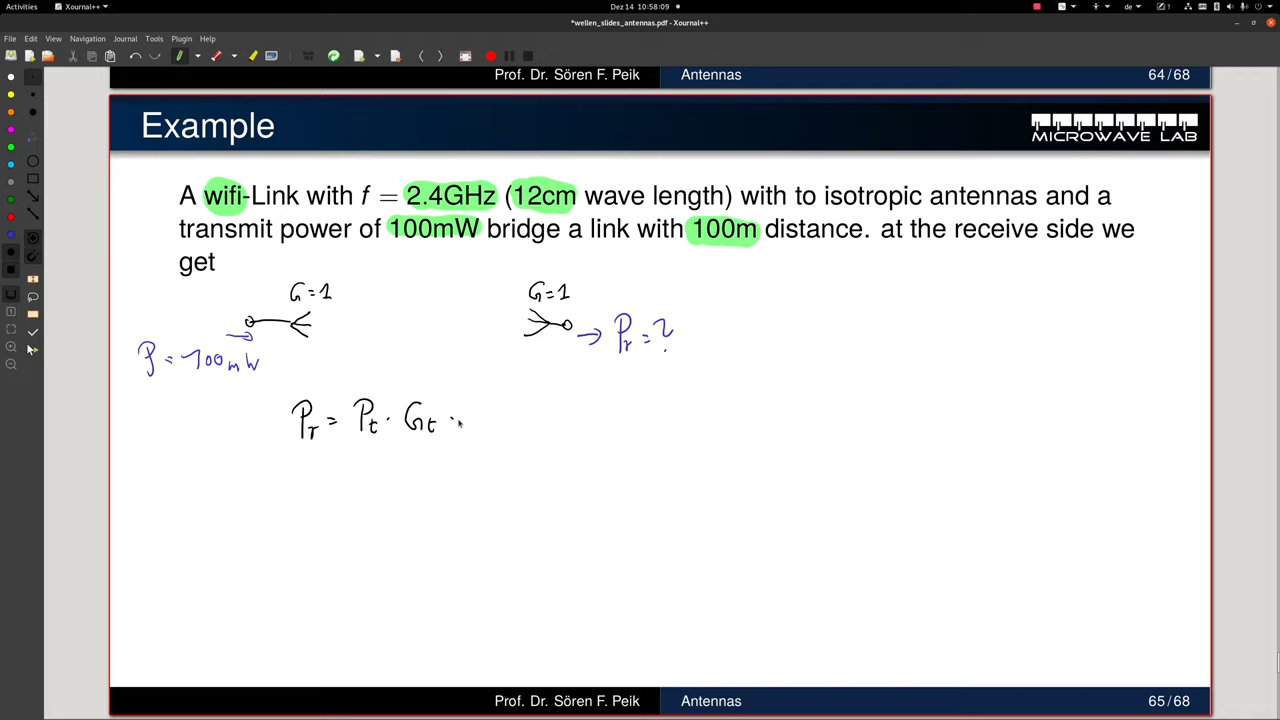 Activities
Xournal++
Dez 14 10:58:09
de
*wellen_slides_antennas.pdf - Xournal++
File Edit View Navigation Journal Tools Plugin Help
Prof. Dr. Sören F. Peik
Antennas
64/68
Example
MICROWAVE LAB
A wifi-Link with f = 2.4GHz (12cm wave length) with to isotropic antennas and a
transmit power of 100mW bridge a link with 100m distance. at the receive side we
get
G=1
G=1
P = 100mW
→ Pr = ?
Pr = Pt · Gt ·
Prof. Dr. Sören F. Peik
Antennas
65/68